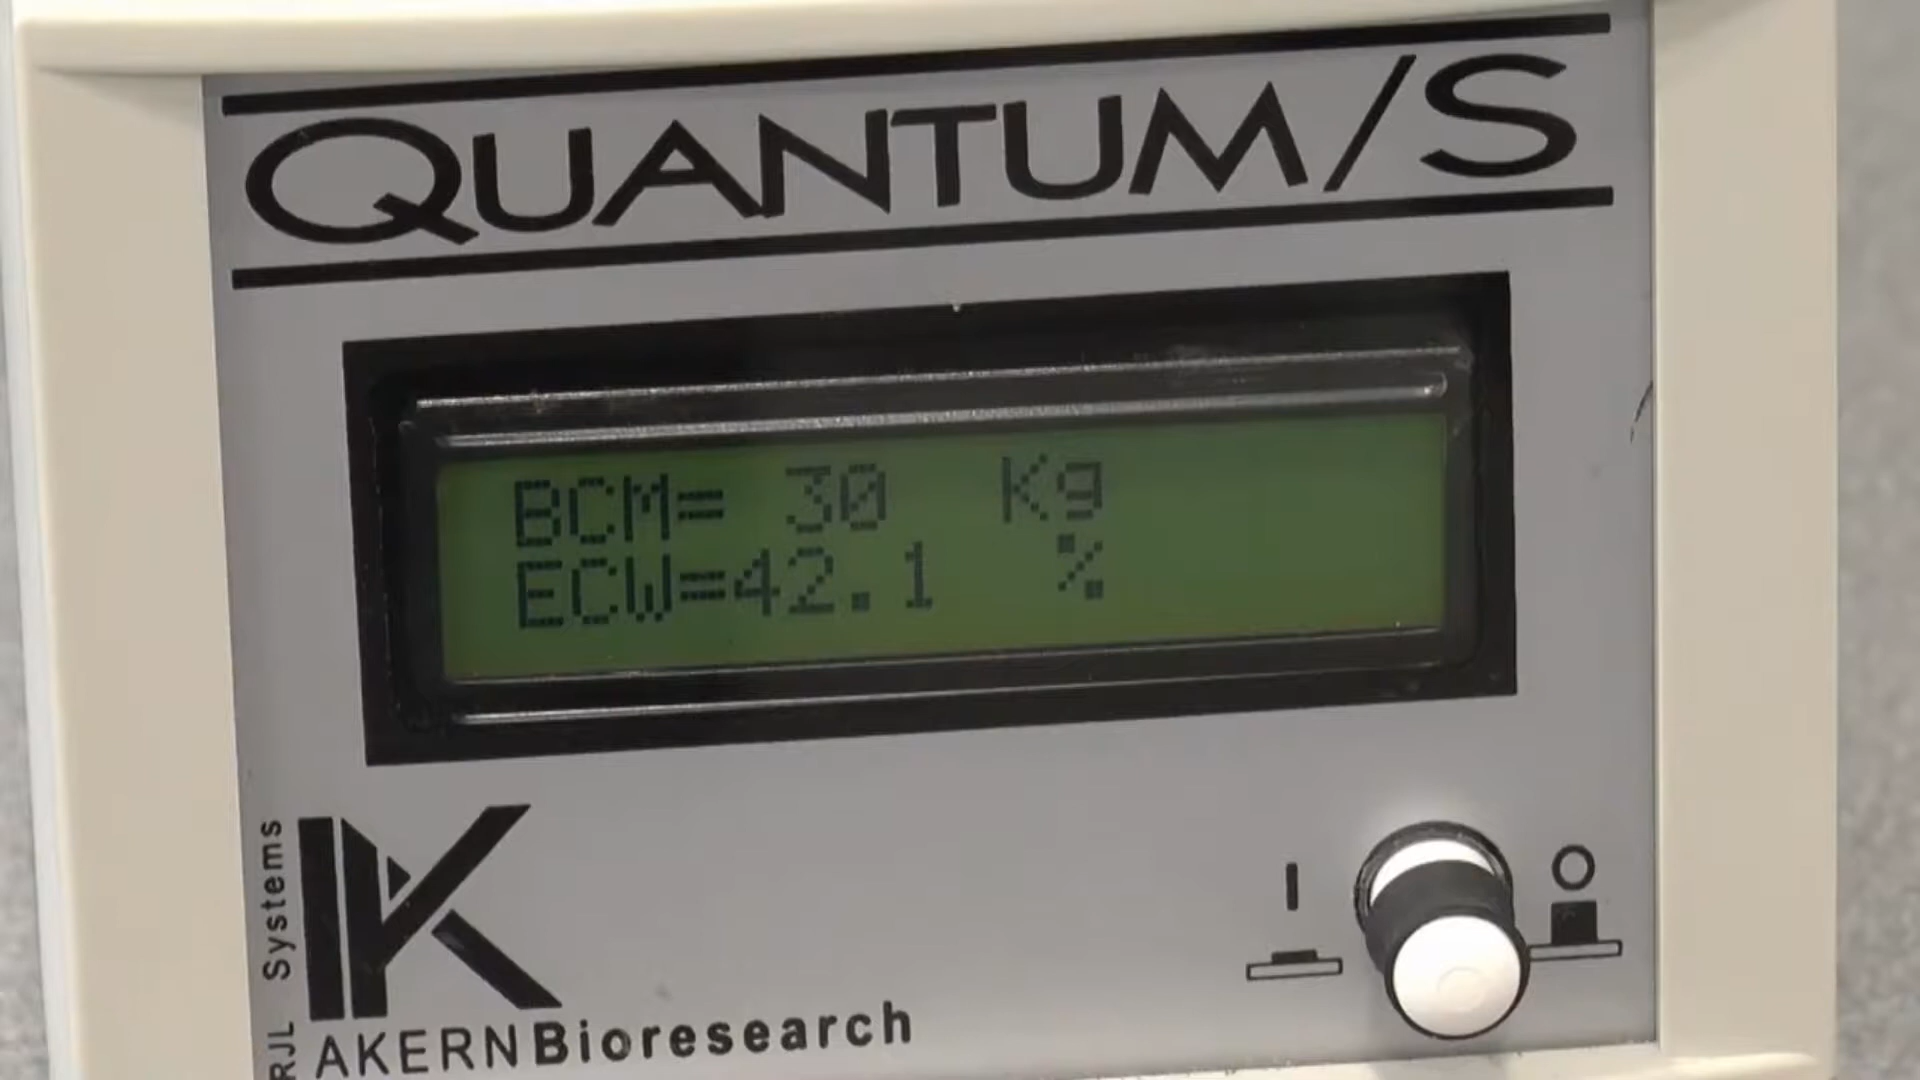 QUANTUM/S
BCM= 30 Kg
ECW=42.1 %
RJL Systems
I O
AKERN Bioresearch